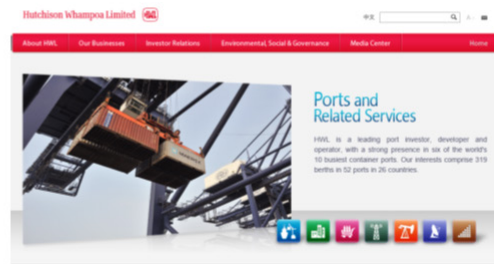 Hutchison Whampoa Limited
中文
About HWL Our Businesses Investor Relations Environmental, Social & Governance Media Center Home
Ports and
Related Services
HWL is a leading port investor, developer and
operator, with a strong presence in six of the world's
10 busiest container ports. Our interests comprise 319
berths in 52 ports in 26 countries.